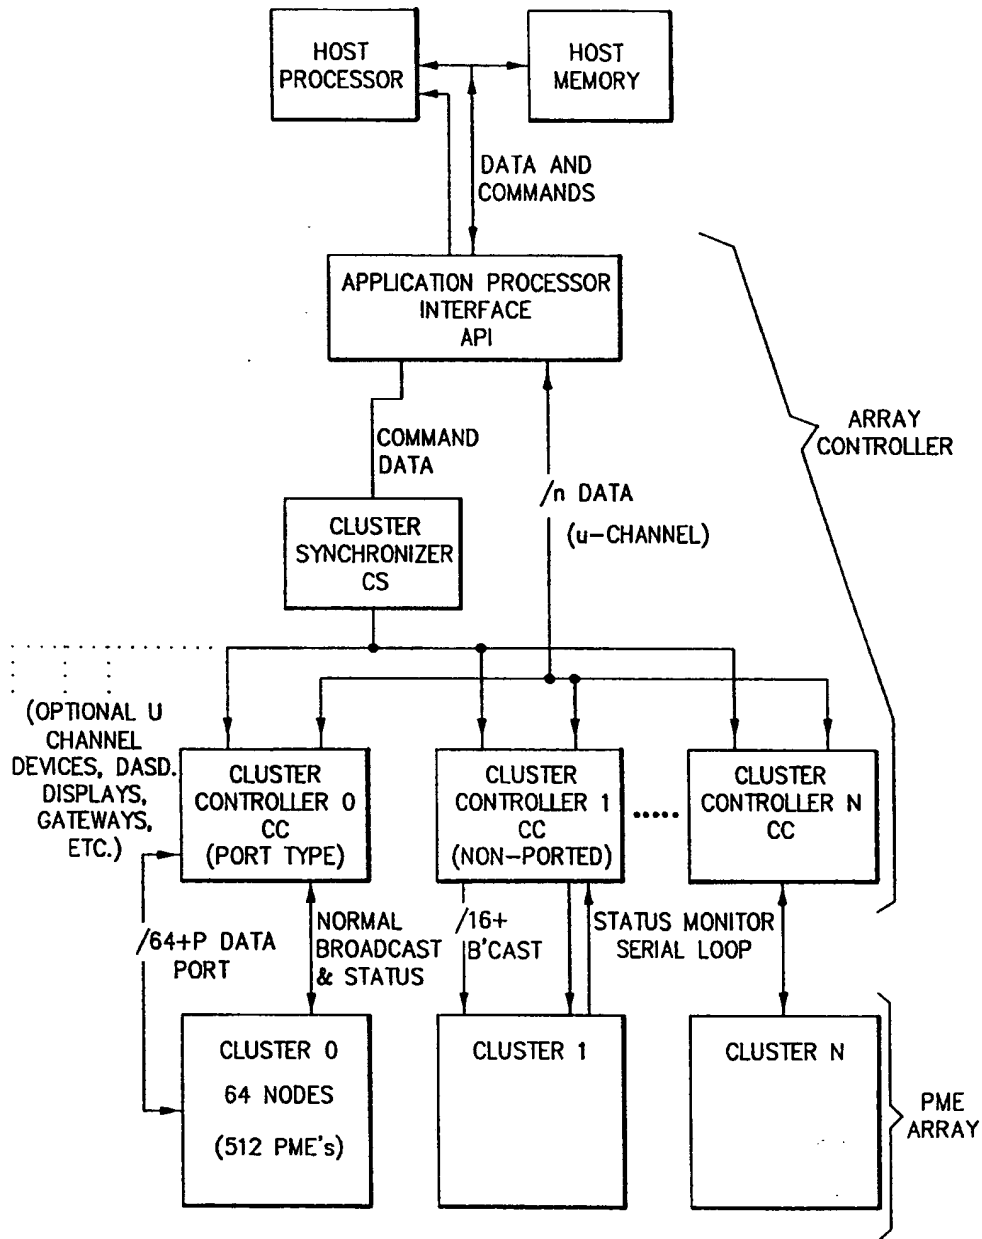 HOST
PROCESSOR
HOST
MEMORY
DATA AND
COMMANDS
APPLICATION PROCESSOR
INTERFACE
API
ARRAY
CONTROLLER
COMMAND
DATA
/n DATA
(u-CHANNEL)
CLUSTER
SYNCHRONIZER
CS
(OPTIONAL U
CHANNEL
DEVICES, DASD.
DISPLAYS,
GATEWAYS,
ETC.)
CLUSTER
CONTROLLER 0
CC
(PORT TYPE)
CLUSTER
CONTROLLER 1
CC
(NON-PORTED)
.....
CLUSTER
CONTROLLER N
CC
/64+P DATA
PORT
NORMAL
BROADCAST
& STATUS
/16+
B'CAST
STATUS MONITOR
SERIAL LOOP
CLUSTER 0
64 NODES
(512 PME's)
CLUSTER 1
CLUSTER N
PME
ARRAY